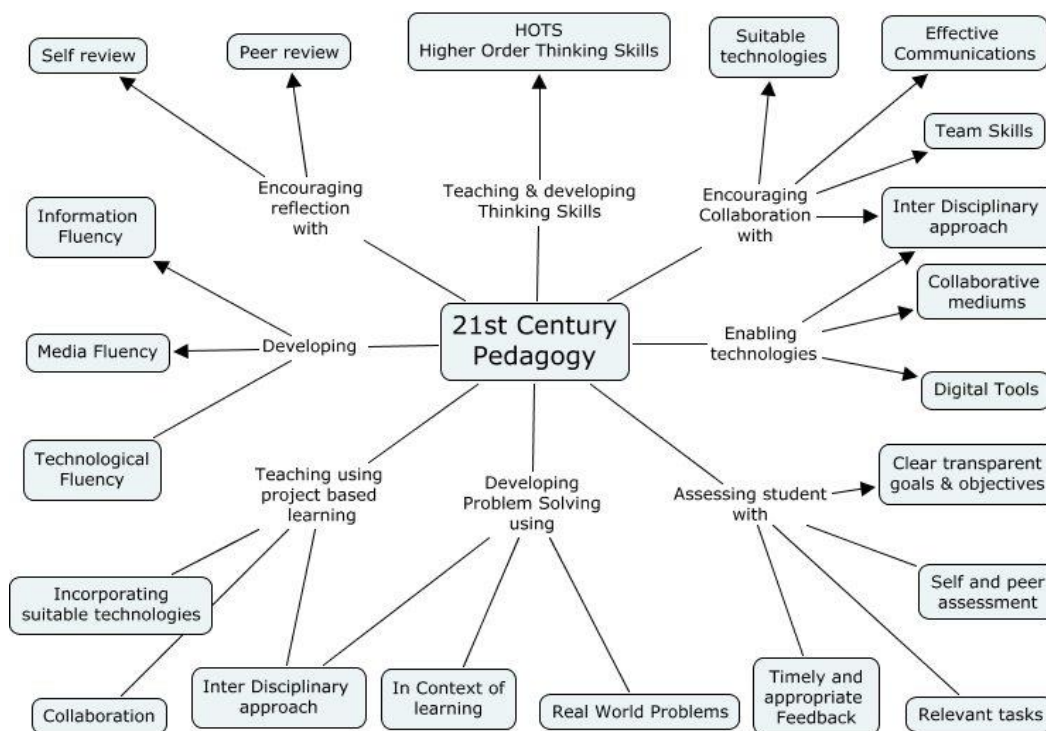 HOTS
Higher Order Thinking Skills
Self review
Peer review
Suitable
technologies
Effective
Communications
Team Skills
Encouraging
reflection
with
Teaching & developing
Thinking Skills
Encouraging
Collaboration
with
Information
Fluency
Inter Disciplinary
approach
Collaborative
mediums
21st Century
Pedagogy
Enabling
technologies
Media Fluency
Developing
Digital Tools
Technological
Fluency
Teaching using
project based
learning
Developing
Problem Solving
using
Assessing student
with
Clear transparent
goals & objectives
Incorporating
suitable technologies
Self and peer
assessment
Collaboration
Inter Disciplinary
approach
In Context of
learning
Real World Problems
Timely and
appropriate
Feedback
Relevant tasks